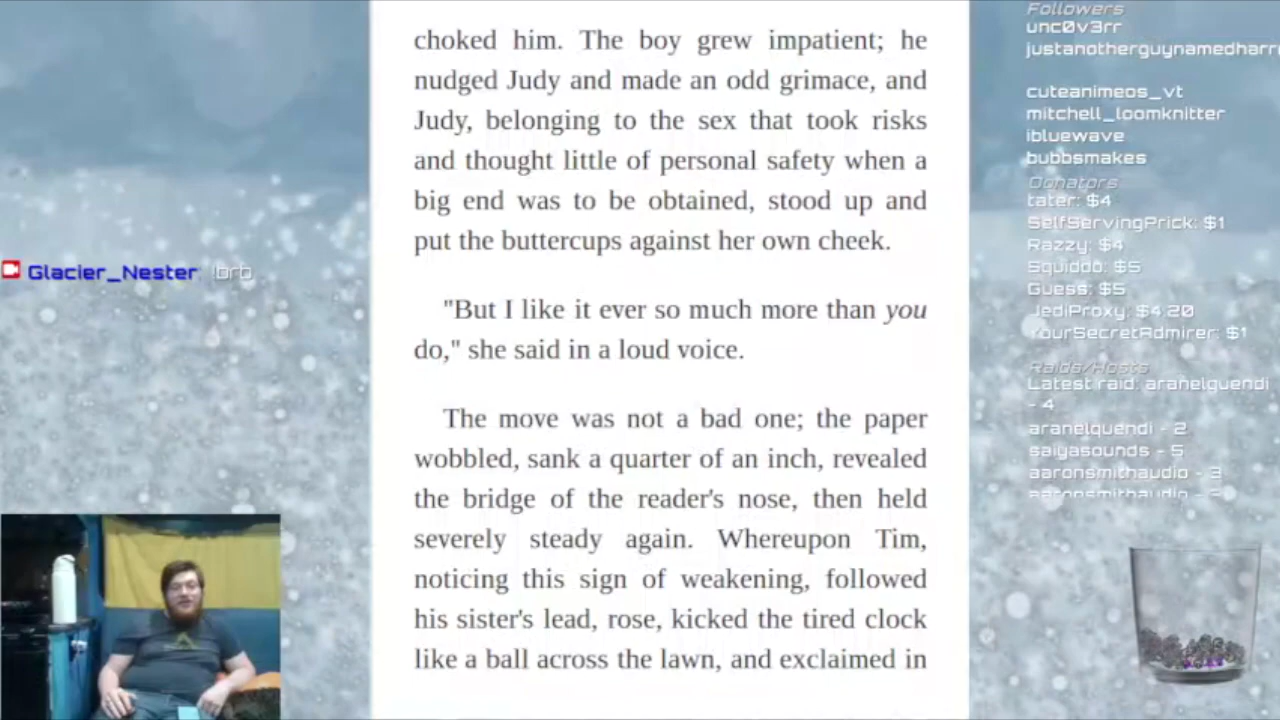 choked him. The boy grew impatient; he
nudged Judy and made an odd grimace, and
Judy, belonging to the sex that took risks
and thought little of personal safety when a
big end was to be obtained, stood up and
put the buttercups against her own cheek.
"But I like it ever so much more than you
do," she said in a loud voice.
The move was not a bad one; the paper
wobbled, sank a quarter of an inch, revealed
the bridge of the reader's nose, then held
severely steady again. Whereupon Tim,
noticing this sign of weakening, followed
his sister's lead, rose, kicked the tired clock
like a ball across the lawn, and exclaimed in
Glacier_Nester: !brb
Followers
unc0v3rr
justanotherguynamedharr
cuteanimeos_vt
mitchell_loomknitter
ibluewave
bubbsmakes
Donators
tater: $4
SelfServingPrick: $1
Razzy: $4
Squiddo: $5
Guess: $5
JediProxy: $4.20
YourSecretAdmirer: $1
Raids/Hosts
Latest raid: aranelquendi
- 4
aranelquendi - 2
saiyasounds - 5
aaronsmithaudio - 3
aaronsmithaudio -